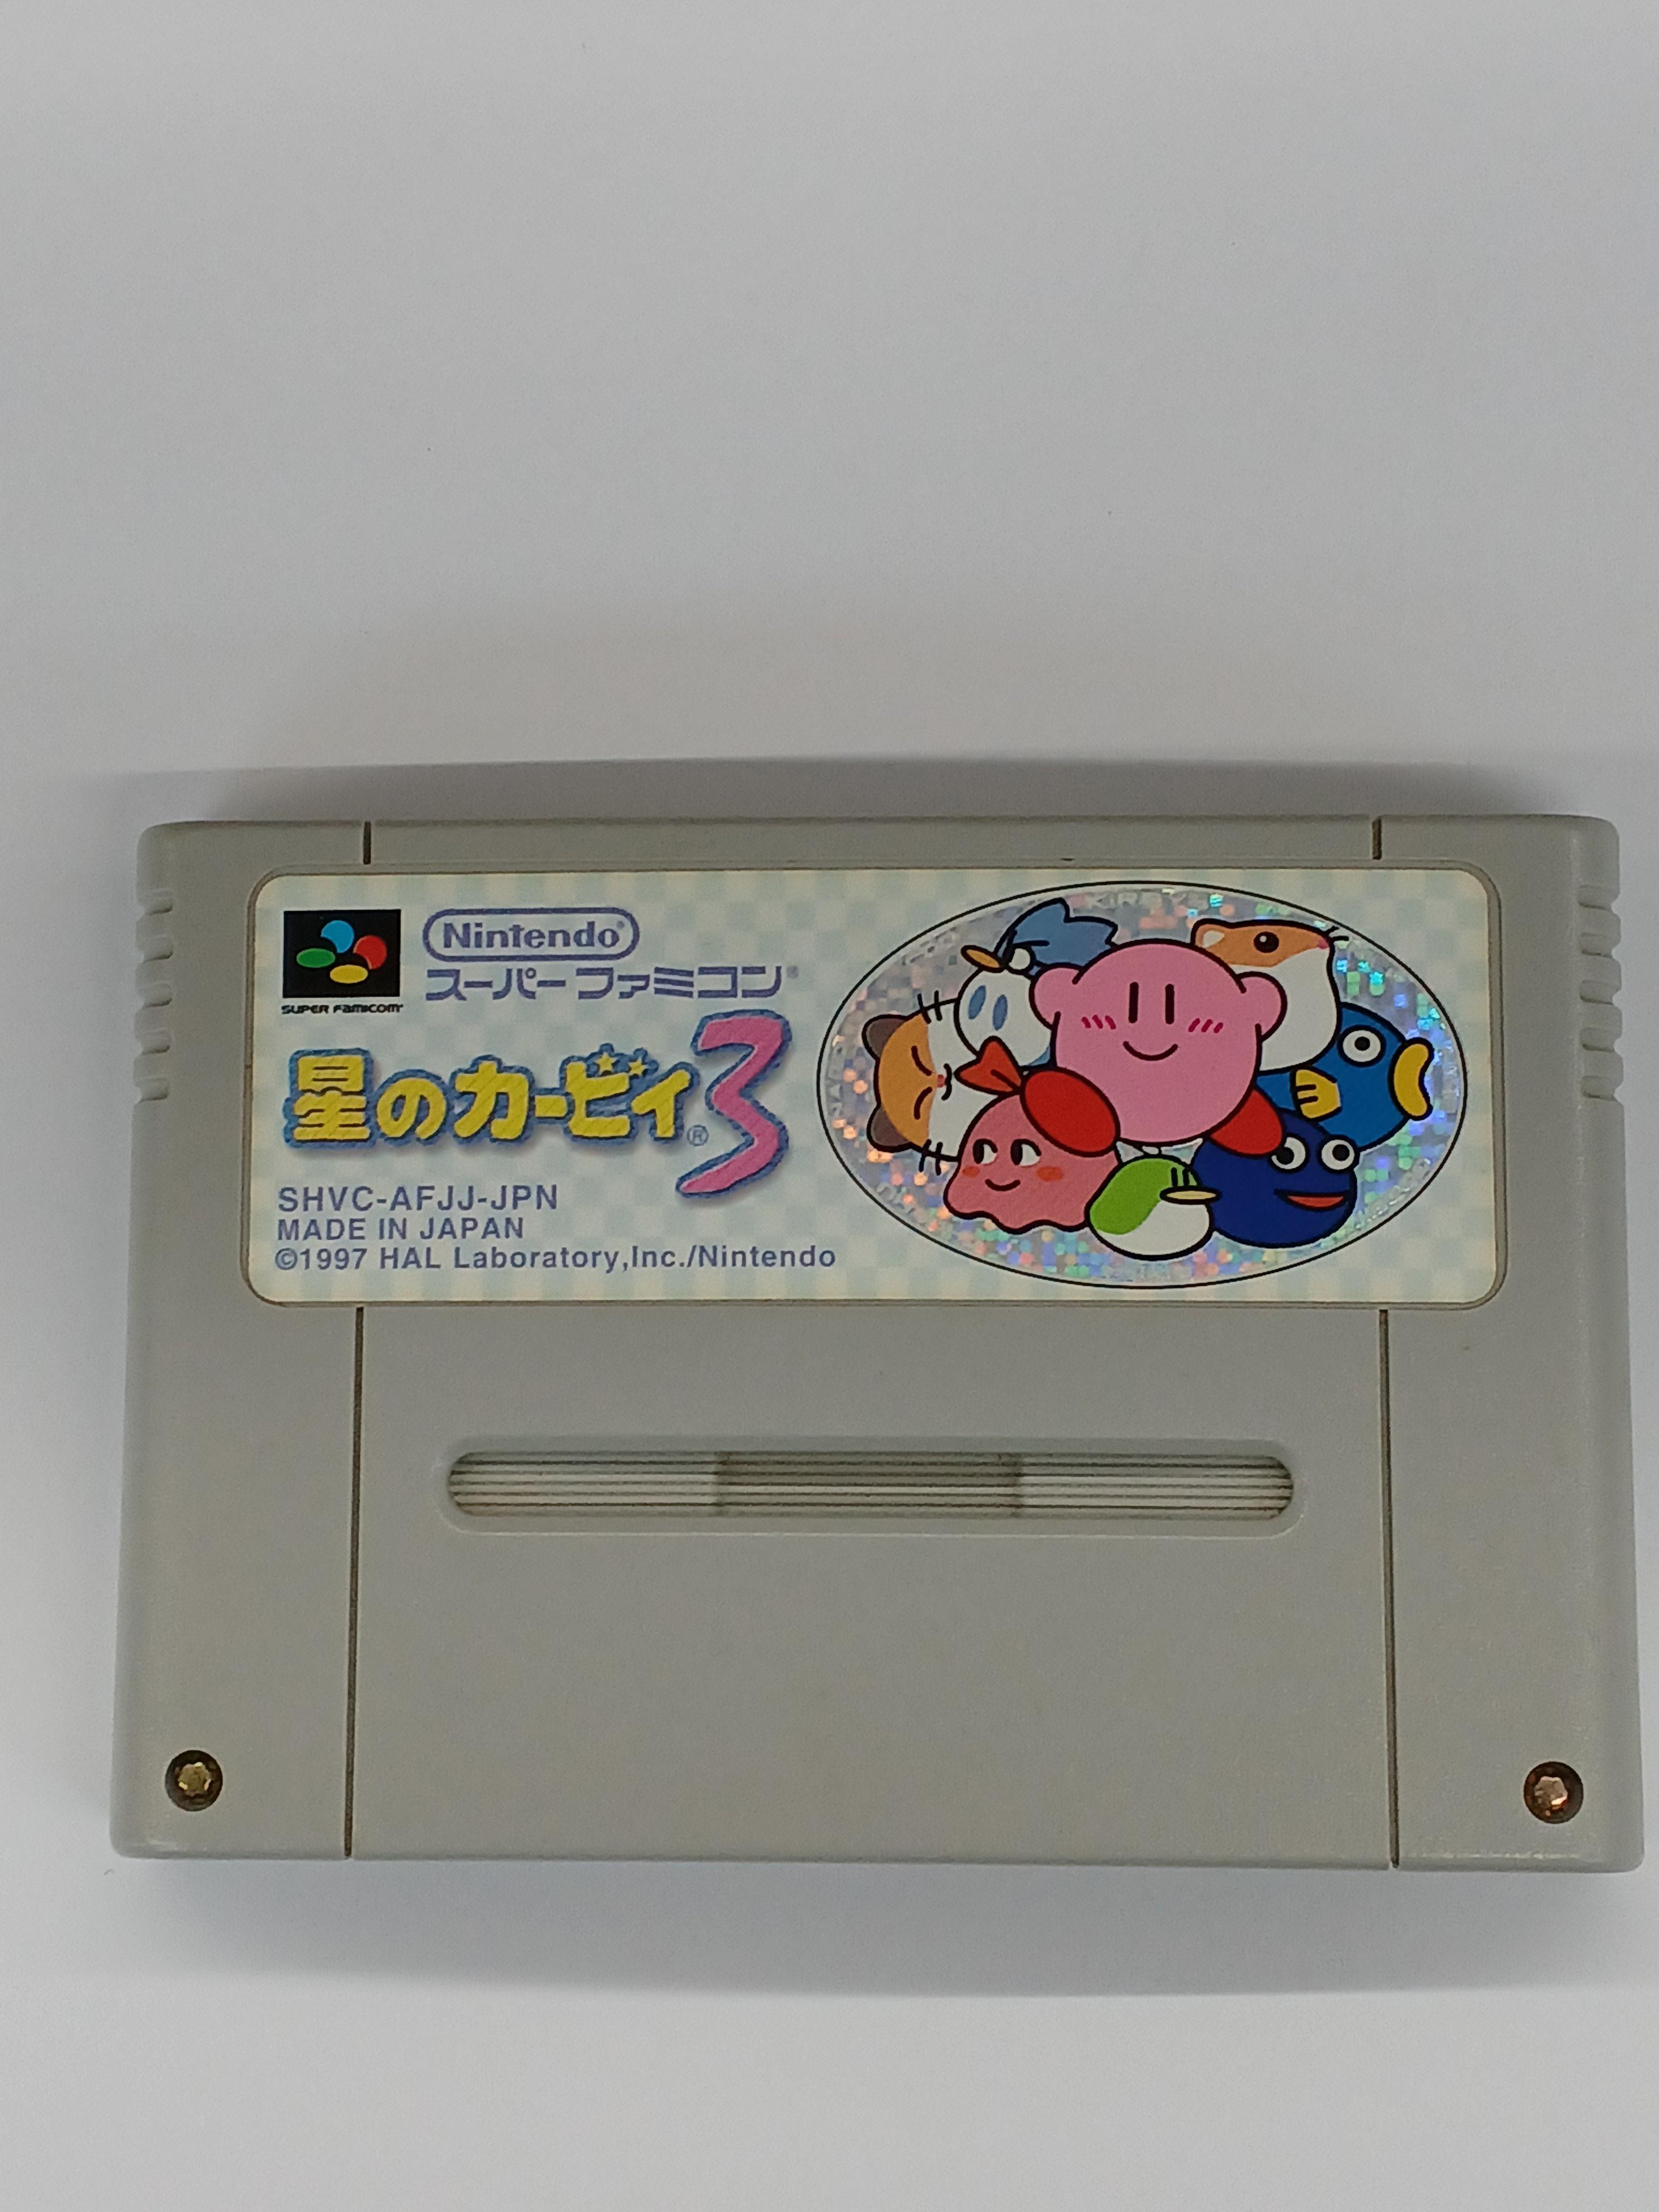 Nintendo®
スーパーファミコン®
SUPER FAMICOM
星のカービィ3
®
SHVC-AFJJ-JPN
MADE IN JAPAN
©1997 HAL Laboratory,Inc./Nintendo
KIRBY'S